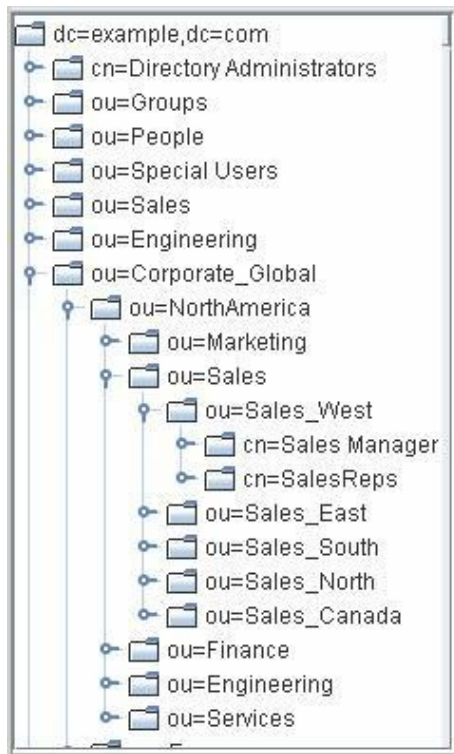 dc=example,dc=com
cn=Directory Administrators
ou=Groups
ou=People
ou=Special Users
ou=Sales
ou=Engineering
ou=Corporate_Global
ou=NorthAmerica
ou=Marketing
ou=Sales
ou=Sales_West
cn=Sales Manager
cn=SalesReps
ou=Sales_East
ou=Sales_South
ou=Sales_North
ou=Sales_Canada
ou=Finance
ou=Engineering
ou=Services